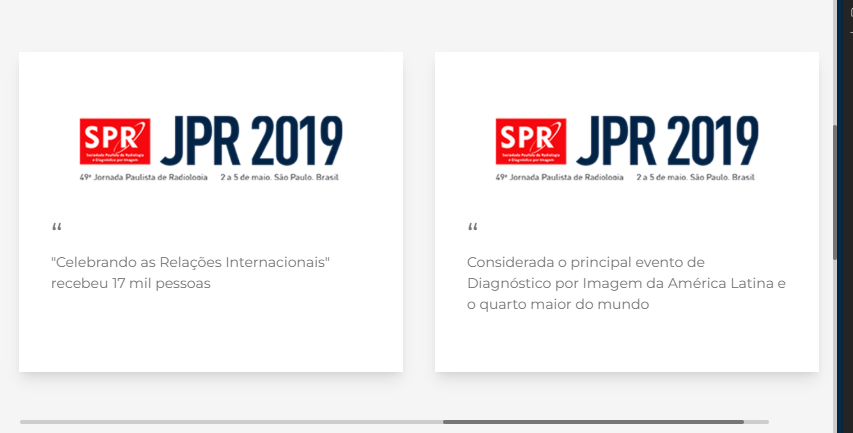 SPR JPR 2019
Sociedade Paulista de Radiologia
e Diagnóstico por Imagem
49ª Jornada Paulista de Radiologia 2 a 5 de maio. São Paulo. Brasil
“
"Celebrando as Relações Internacionais"
recebeu 17 mil pessoas
SPR JPR 2019
Sociedade Paulista de Radiologia
e Diagnóstico por Imagem
49ª Jornada Paulista de Radiologia 2 a 5 de maio. São Paulo. Brasil
“
Considerada o principal evento de
Diagnóstico por Imagem da América Latina e
o quarto maior do mundo